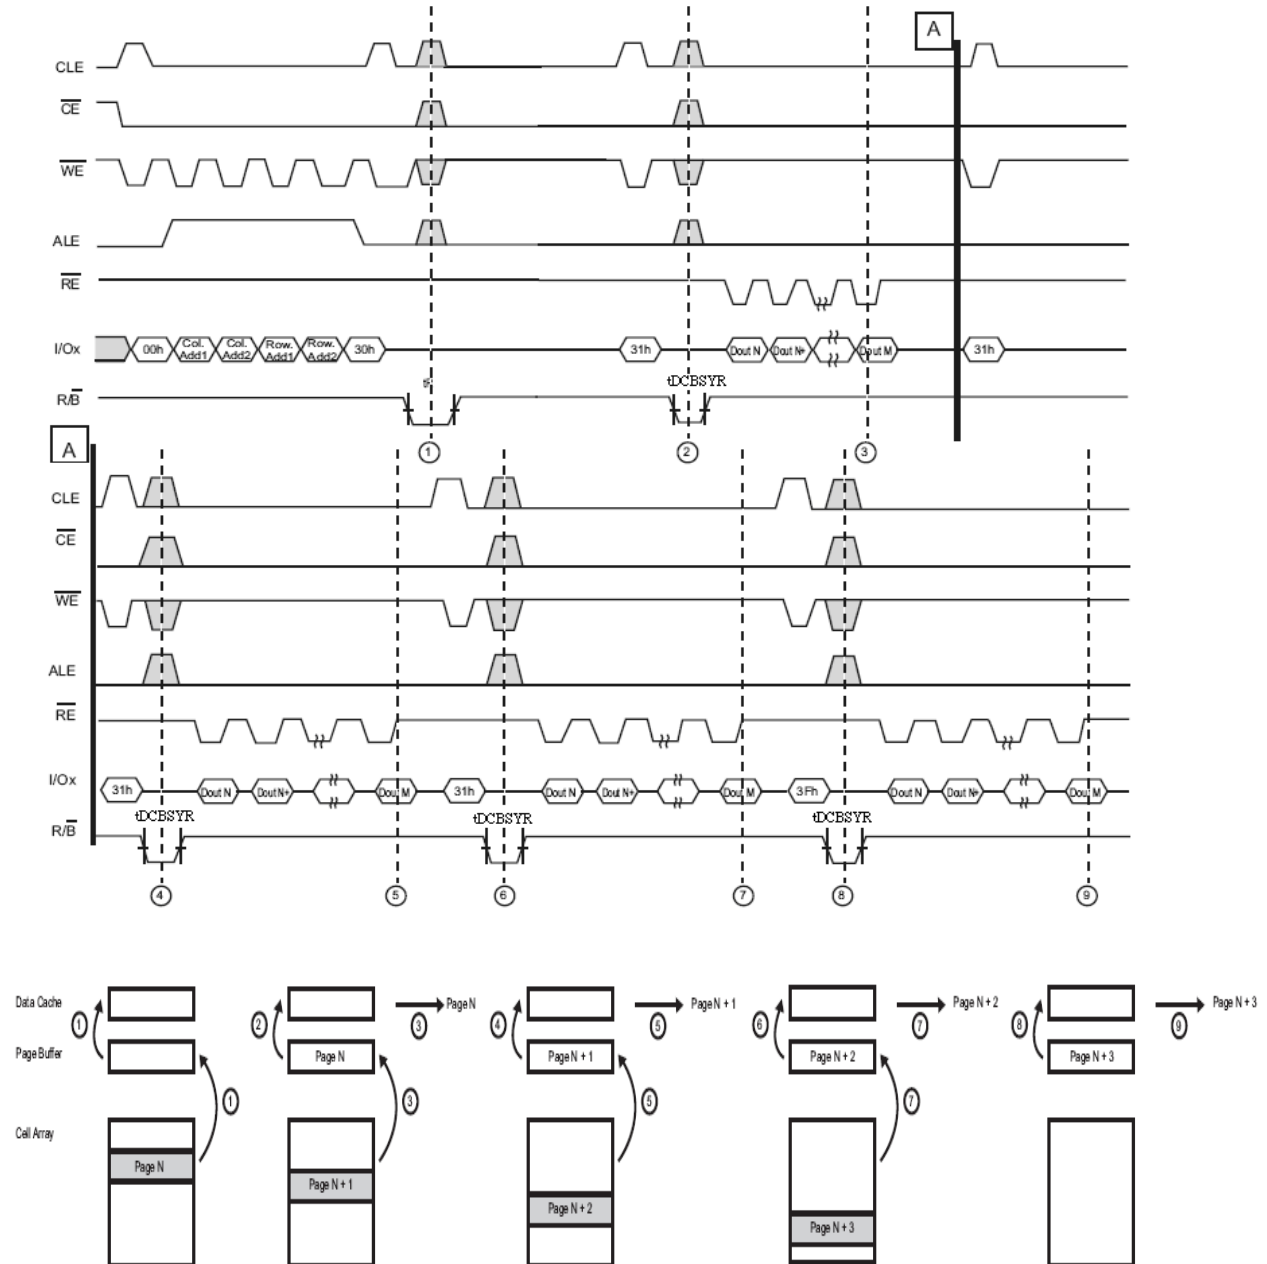 A
CLE
CE
WE
ALE
RE
I/Ox 00h Col. Add1 Col. Add2 Row. Add1 Row. Add2 30h 31h Dout N Dout N+ Dout M 31h
tDCBSYR
R/B
A
1 2 3
CLE
CE
WE
ALE
RE
I/Ox 31h Dout N Dout N+ Dou M 31h Dout N Dout N+ Dou M 3Fh Dout N Dout N+ Dou M
tDCBSYR tDCBSYR tDCBSYR
R/B
4 5 6 7 8 9
Data Cache Page N Page N + 1 Page N + 2 Page N + 3
1 2 3 4 5 6 7 8 9
Page Buffer Page N Page N + 1 Page N + 2 Page N + 3
1 3 5 7
Cell Array
Page N
Page N + 1
Page N + 2
Page N + 3